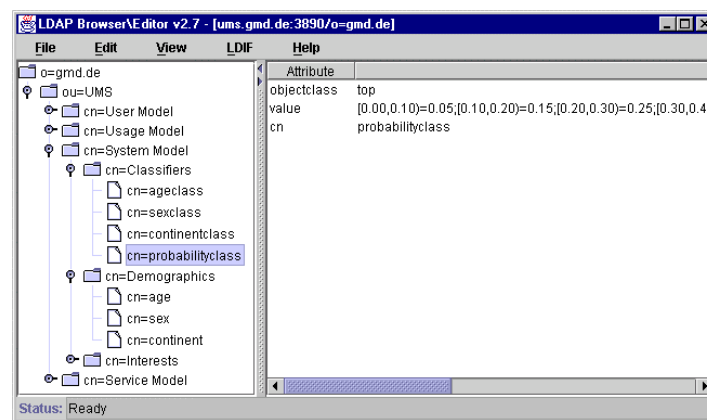 LDAP Browser\Editor v2.7 - [ums.gmd.de:3890/o=gmd.de]
File Edit View LDIF Help
o=gmd.de
ou=UMS
cn=User Model
cn=Usage Model
cn=System Model
cn=Classifiers
cn=ageclass
cn=sexclass
cn=continentclass
cn=probabilityclass
cn=Demographics
cn=age
cn=sex
cn=continent
cn=Interests
cn=Service Model
Attribute
objectclass top
value [0.00,0.10)=0.05;[0.10,0.20)=0.15;[0.20,0.30)=0.25;[0.30,0.4
cn probabilityclass
Status: Ready